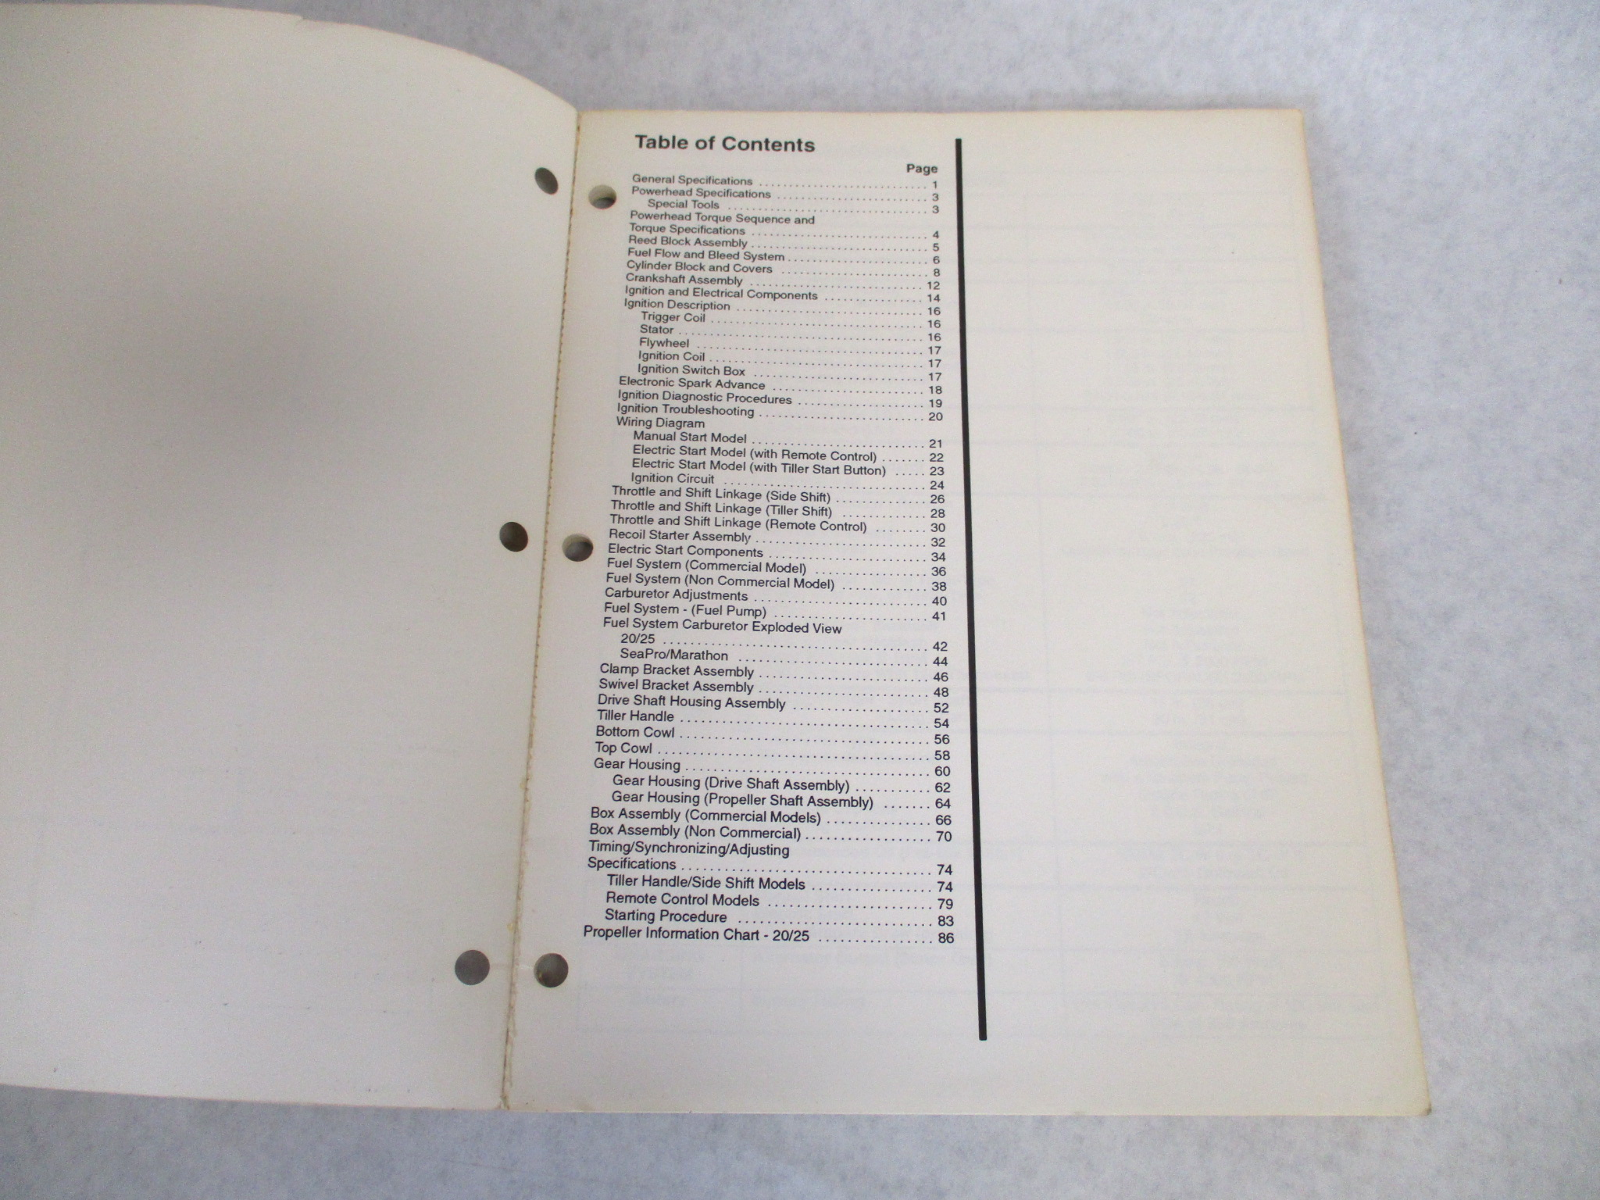 Table of Contents
Page
General Specifications . . . . . . . . . . . . . . . . . . . . . . . . . 1
Powerhead Specifications . . . . . . . . . . . . . . . . . . . . . . 3
Special Tools . . . . . . . . . . . . . . . . . . . . . . . . . . . . . 3
Powerhead Torque Sequence and
Torque Specifications . . . . . . . . . . . . . . . . . . . . . . . . . . 4
Reed Block Assembly . . . . . . . . . . . . . . . . . . . . . . . . . . 5
Fuel Flow and Bleed System . . . . . . . . . . . . . . . . . . . . 6
Cylinder Block and Covers . . . . . . . . . . . . . . . . . . . . . 8
Crankshaft Assembly . . . . . . . . . . . . . . . . . . . . . . . . . 12
Ignition and Electrical Components . . . . . . . . . . . . . . 14
Ignition Description . . . . . . . . . . . . . . . . . . . . . . . . . . . 16
Trigger Coil . . . . . . . . . . . . . . . . . . . . . . . . . . . . . . . 16
Stator . . . . . . . . . . . . . . . . . . . . . . . . . . . . . . . . . . . . 16
Flywheel . . . . . . . . . . . . . . . . . . . . . . . . . . . . . . . . . 17
Ignition Coil . . . . . . . . . . . . . . . . . . . . . . . . . . . . . . . 17
Ignition Switch Box . . . . . . . . . . . . . . . . . . . . . . . . . 17
Electronic Spark Advance . . . . . . . . . . . . . . . . . . . . . . 18
Ignition Diagnostic Procedures . . . . . . . . . . . . . . . . . . 19
Ignition Troubleshooting . . . . . . . . . . . . . . . . . . . . . . . . 20
Wiring Diagram
Manual Start Model . . . . . . . . . . . . . . . . . . . . . . . . . 21
Electric Start Model (with Remote Control) . . . . . . . 22
Electric Start Model (with Tiller Start Button) . . . . . 23
Ignition Circuit . . . . . . . . . . . . . . . . . . . . . . . . . . . . . 24
Throttle and Shift Linkage (Side Shift) . . . . . . . . . . . . . 26
Throttle and Shift Linkage (Tiller Shift) . . . . . . . . . . . . 28
Throttle and Shift Linkage (Remote Control) . . . . . . . 30
Recoil Starter Assembly . . . . . . . . . . . . . . . . . . . . . . . . 32
Electric Start Components . . . . . . . . . . . . . . . . . . . . . . 34
Fuel System (Commercial Model) . . . . . . . . . . . . . . . . 36
Fuel System (Non Commercial Model) . . . . . . . . . . . . 38
Carburetor Adjustments . . . . . . . . . . . . . . . . . . . . . . . . 40
Fuel System - (Fuel Pump) . . . . . . . . . . . . . . . . . . . . . 41
Fuel System Carburetor Exploded View
20/25 . . . . . . . . . . . . . . . . . . . . . . . . . . . . . . . . . . . . 42
SeaPro/Marathon . . . . . . . . . . . . . . . . . . . . . . . . . . 44
Clamp Bracket Assembly . . . . . . . . . . . . . . . . . . . . . . . 46
Swivel Bracket Assembly . . . . . . . . . . . . . . . . . . . . . . . 48
Drive Shaft Housing Assembly . . . . . . . . . . . . . . . . . . 52
Tiller Handle . . . . . . . . . . . . . . . . . . . . . . . . . . . . . . . . . 54
Bottom Cowl . . . . . . . . . . . . . . . . . . . . . . . . . . . . . . . . . 56
Top Cowl . . . . . . . . . . . . . . . . . . . . . . . . . . . . . . . . . . . . 58
Gear Housing . . . . . . . . . . . . . . . . . . . . . . . . . . . . . . . . 60
Gear Housing (Drive Shaft Assembly) . . . . . . . . . . . 62
Gear Housing (Propeller Shaft Assembly) . . . . . . . 64
Box Assembly (Commercial Models) . . . . . . . . . . . . . . 66
Box Assembly (Non Commercial) . . . . . . . . . . . . . . . . . 70
Timing/Synchronizing/Adjusting
Specifications . . . . . . . . . . . . . . . . . . . . . . . . . . . . . . . . . 74
Tiller Handle/Side Shift Models . . . . . . . . . . . . . . . . 74
Remote Control Models . . . . . . . . . . . . . . . . . . . . . . 79
Starting Procedure . . . . . . . . . . . . . . . . . . . . . . . . . . 83
Propeller Information Chart - 20/25 . . . . . . . . . . . . . . . . 86